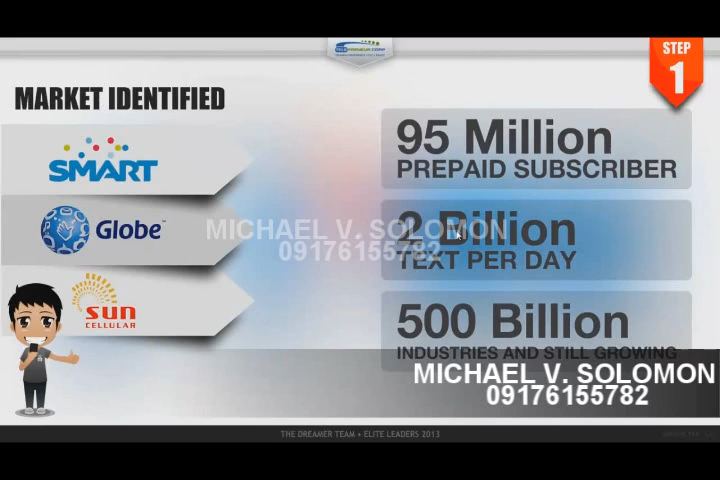 STEP
1
MARKET IDENTIFIED
SMART
Globe
sun
CELLULAR
95 Million
PREPAID SUBSCRIBER
2 Billion
TEXT PER DAY
500 Billion
INDUSTRIES AND STILL GROWING
MICHAEL V. SOLOMON
09176155782
MICHAEL V. SOLOMON
09176155782
THE DREAMER TEAM • ELITE LEADERS 2013